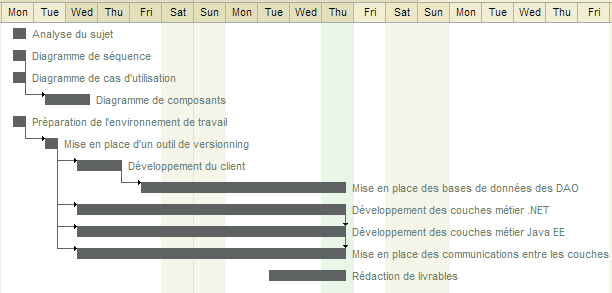 Mon Tue Wed Thu Fri Sat Sun Mon Tue Wed Thu Fri Sat Sun Mon Tue Wed Thu Fri
Analyse du sujet
Diagramme de séquence
Diagramme de cas d'utilisation
Diagramme de composants
Préparation de l'environnement de travail
Mise en place d'un outil de versionning
Développement du client
Mise en place des bases de données des DAO
Développement des couches métier .NET
Développement des couches métier Java EE
Mise en place des communications entre les couches
Rédaction de livrables